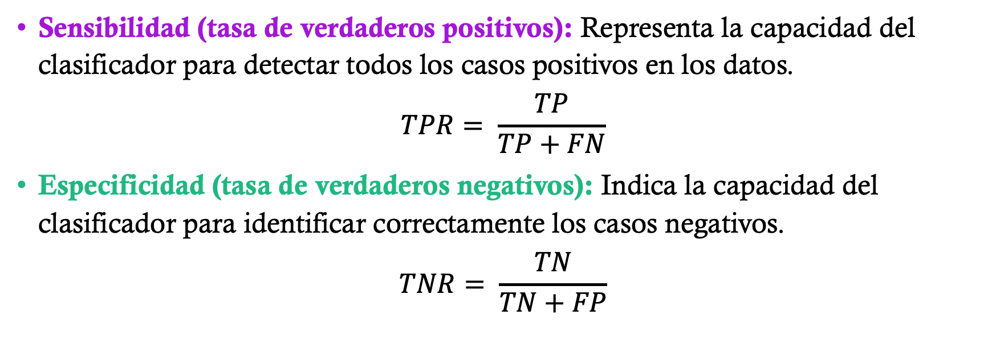 • Sensibilidad (tasa de verdaderos positivos): Representa la capacidad del
clasificador para detectar todos los casos positivos en los datos.
TPR = TP / (TP + FN)
• Especificidad (tasa de verdaderos negativos): Indica la capacidad del
clasificador para identificar correctamente los casos negativos.
TNR = TN / (TN + FP)